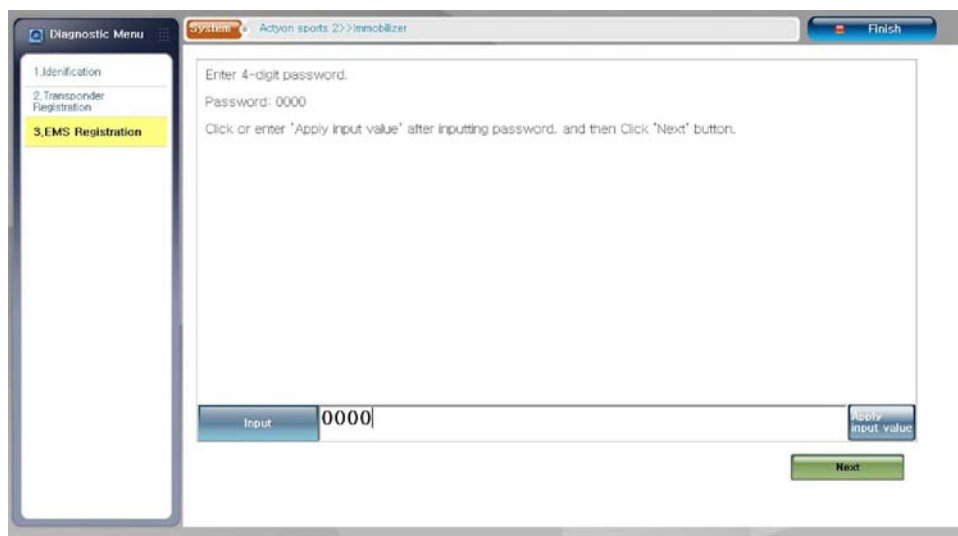 Diagnostic Menu
System
Actyon sports 2>>Immobilizer
Finish
1.Idenification
2.Transponder
Registration
3.EMS Registration
Enter 4-digit password.
Password: 0000
Click or enter "Apply input value" after inputting password. and then Click "Next" button.
Input
0000
Apply
input value
Next